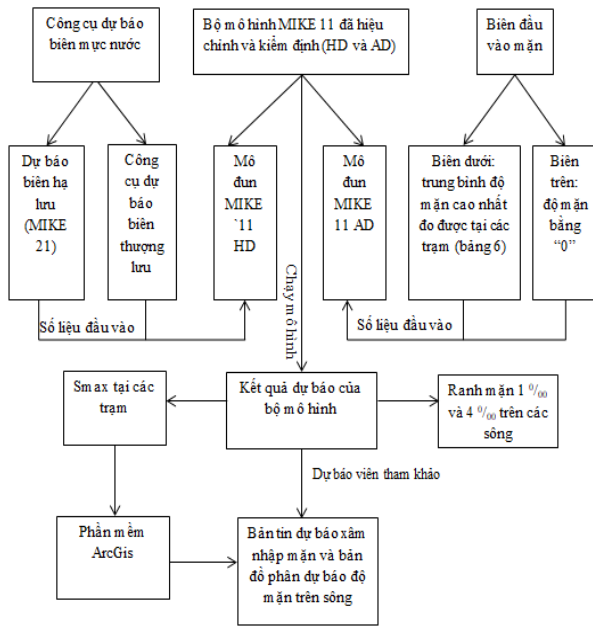 Công cụ dự báo
biên mực nước
Bộ mô hình MIKE 11 đã hiệu
chỉnh và kiểm định (HD và AD)
Biên đầu
vào mặn
Dự báo
biên hạ
lưu
(MIKE
21)
Công
cụ dự
báo
biên
thượng
lưu
Mô
đun
MIKE
`11
HD
Mô
đun
MIKE
11 AD
Biên dưới:
trung bình độ
mặn cao nhất
đo được tại các
trạm (bảng 6)
Biên
trên:
độ mặn
bằng
“0”
Số liệu đầu vào
Chạy mô hình
Số liệu đầu vào
Smax tại các
trạm
Kết quả dự báo của
bộ mô hình
Ranh mặn 1 ⁰/₀₀
và 4 ⁰/₀₀ trên các
sông
Dự báo viên tham khảo
Phần mềm
ArcGis
Bản tin dự báo xâm
nhập mặn và bản
đồ phân dự báo độ
mặn trên sông